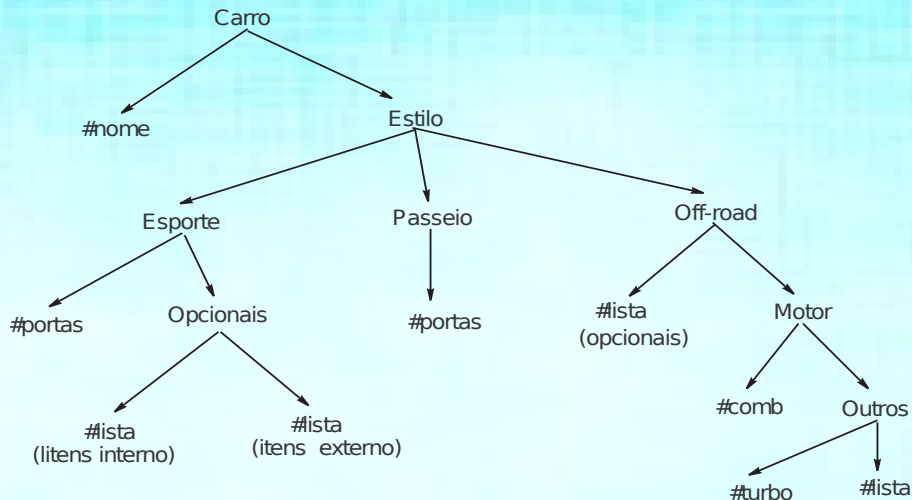 Carro
#nome
Estilo
Esporte
Passeio
Off-road
#portas
Opcionais
#portas
#lista
(opcionais)
Motor
#lista
(litens interno)
#lista
(itens externo)
#comb
Outros
#turbo
#lista